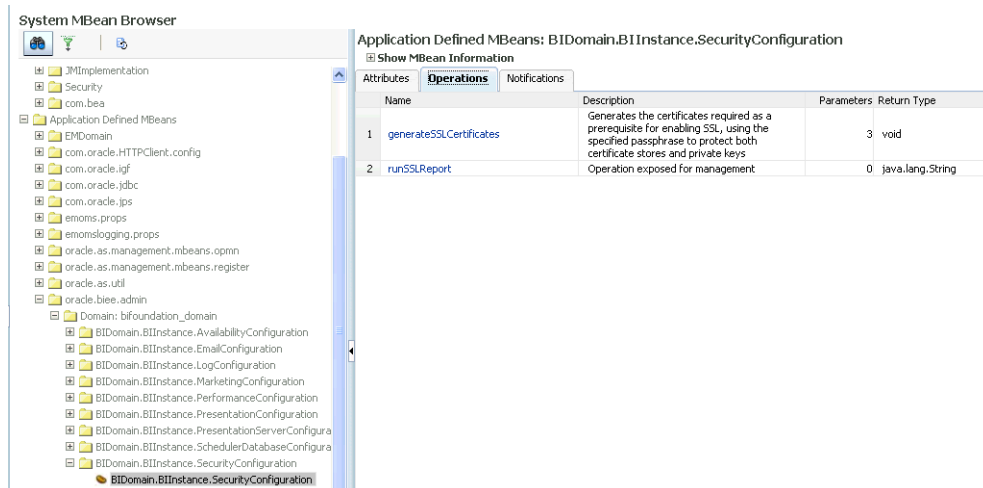 System MBean Browser
JMImplementation
Security
com.bea
Application Defined MBeans
EMDomain
com.oracle.HTTPClient.config
com.oracle.igf
com.oracle.jdbc
com.oracle.jps
emoms.props
emomslogging.props
oracle.as.management.mbeans.opmn
oracle.as.management.mbeans.register
oracle.as.util
oracle.biee.admin
Domain: bifoundation_domain
BIDomain.BIInstance.AvailabilityConfiguration
BIDomain.BIInstance.EmailConfiguration
BIDomain.BIInstance.LogConfiguration
BIDomain.BIInstance.MarketingConfiguration
BIDomain.BIInstance.PerformanceConfiguration
BIDomain.BIInstance.PresentationConfiguration
BIDomain.BIInstance.PresentationServerConfigura
BIDomain.BIInstance.SchedulerDatabaseConfigura
BIDomain.BIInstance.SecurityConfiguration
BIDomain.BIInstance.SecurityConfiguration
Application Defined MBeans: BIDomain.BIInstance.SecurityConfiguration
Show MBean Information
Attributes Operations Notifications
Name Description Parameters Return Type
1 generateSSLCertificates Generates the certificates required as a 3 void
prerequisite for enabling SSL, using the
specified passphrase to protect both
certificate stores and private keys
2 runSSLReport Operation exposed for management 0 java.lang.String